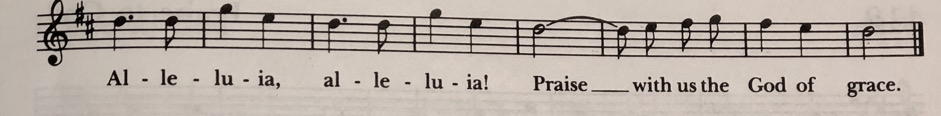 Al - le - lu - ia, al - le - lu - ia! Praise ___ with us the God of grace.